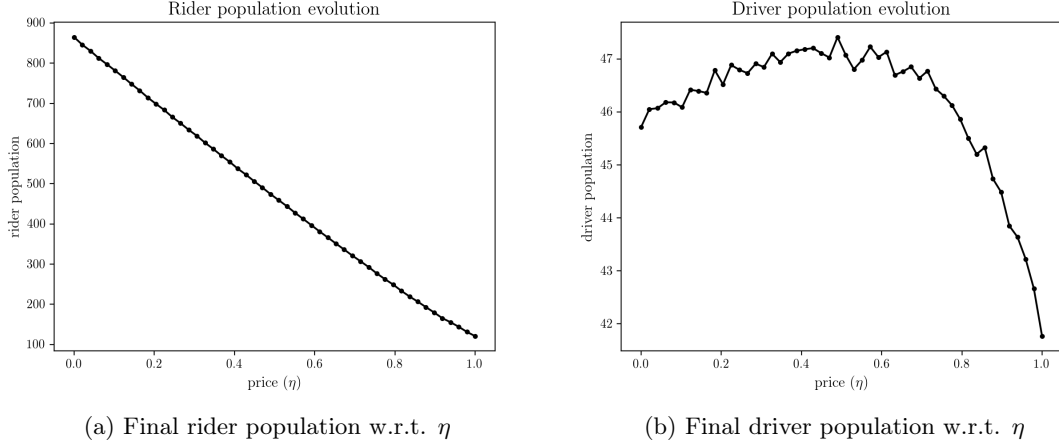 Rider population evolution
900
800
700
600
500
400
300
200
100
rider population
0.0 0.2 0.4 0.6 0.8 1.0
price (η)
(a) Final rider population w.r.t. η
Driver population evolution
47
46
45
44
43
42
driver population
0.0 0.2 0.4 0.6 0.8 1.0
price (η)
(b) Final driver population w.r.t. η